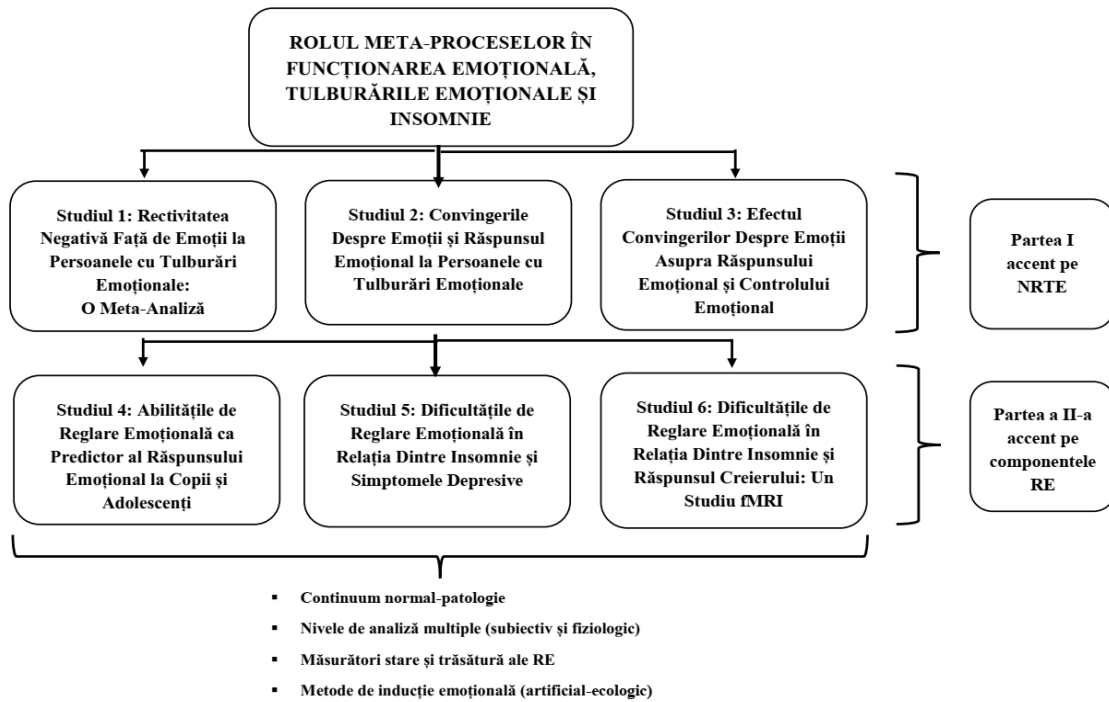 ROLUL META-PROCESELOR ÎN
FUNCȚIONAREA EMOȚIONALĂ,
TULBURĂRILE EMOȚIONALE ȘI
INSOMNIE
Studiul 1: Rectivitatea
Negativă Față de Emoții la
Persoanele cu Tulburări
Emoționale:
O Meta-Analiză
Studiul 2: Convingerile
Despre Emoții și Răspunsul
Emoțional la Persoanele cu
Tulburări Emoționale
Studiul 3: Efectul
Convingerilor Despre Emoții
Asupra Răspunsului
Emoțional și Controlului
Emoțional
Partea I
accent pe
NRTE
Studiul 4: Abilitățile de
Reglare Emoțională ca
Predictor al Răspunsului
Emoțional la Copii și
Adolescenți
Studiul 5: Dificultățile de
Reglare Emoțională în
Relația Dintre Insomnie și
Simptomele Depresive
Studiul 6: Dificultățile de
Reglare Emoțională în
Relația Dintre Insomnie și
Răspunsul Creierului: Un
Studiu fMRI
Partea a II-a
accent pe
componentele
RE
▪ Continuum normal-patologie
▪ Nivele de analiză multiple (subiectiv și fiziologic)
▪ Măsurători stare și trăsătură ale RE
▪ Metode de inducție emoțională (artificial-ecologic)